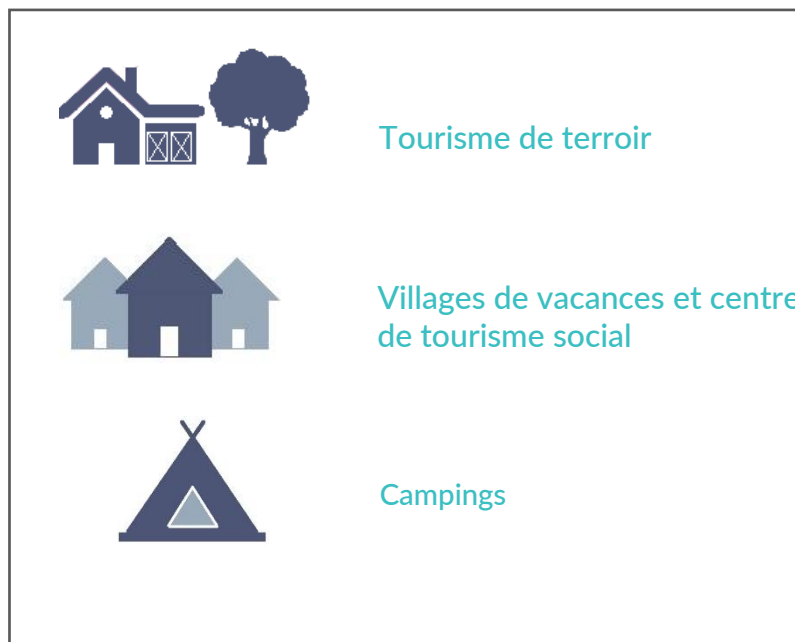 Tourisme de terroir
Villages de vacances et centre
de tourisme social
Campings